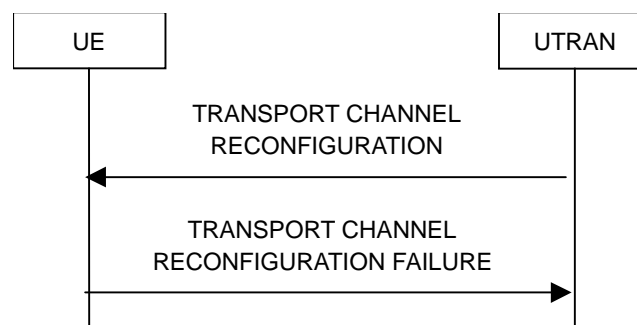 UE
UTRAN
TRANSPORT CHANNEL
RECONFIGURATION
TRANSPORT CHANNEL
RECONFIGURATION FAILURE